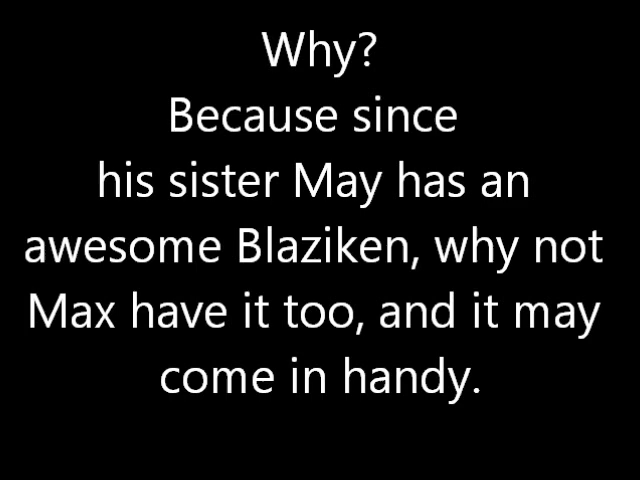 Why?
Because since
his sister May has an
awesome Blaziken, why not
Max have it too, and it may
come in handy.